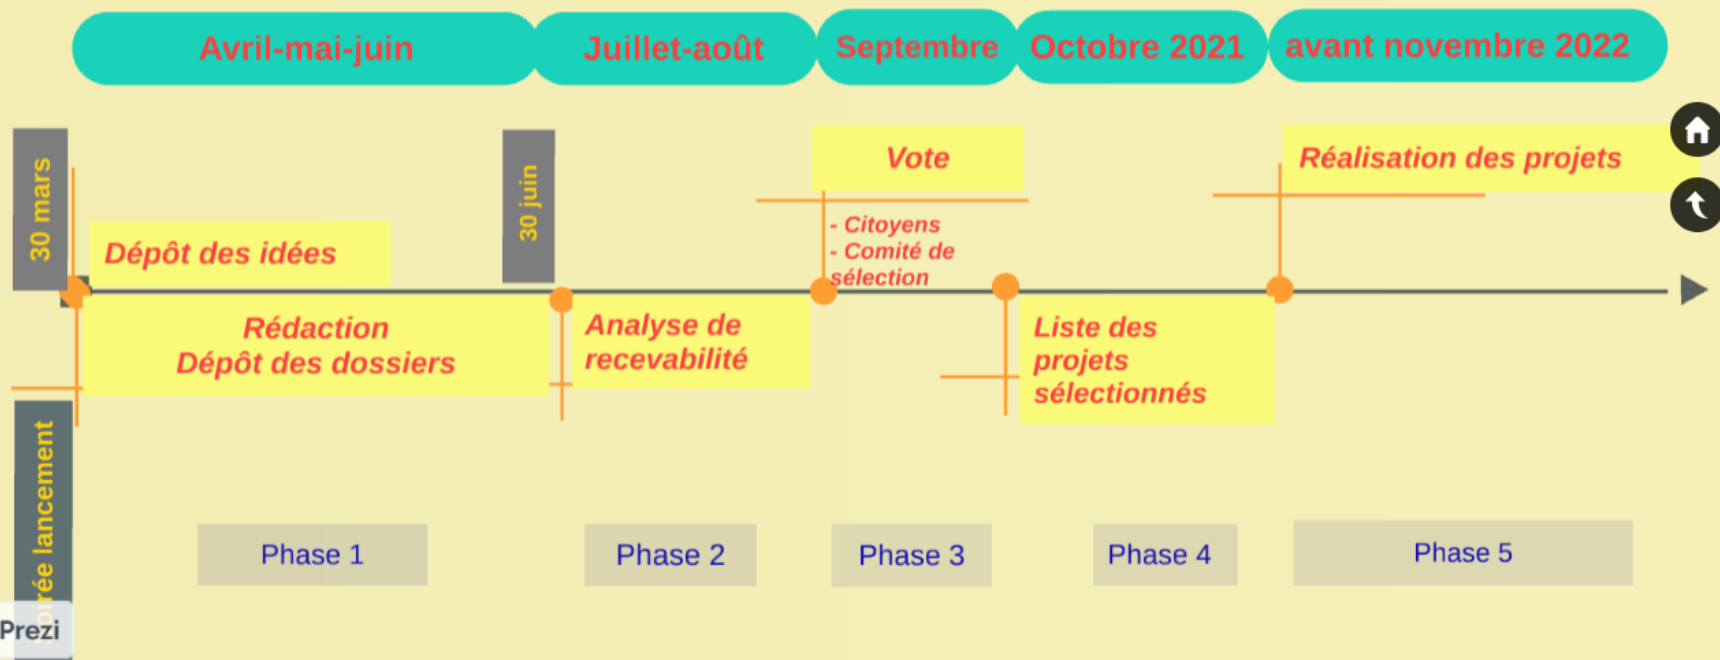 Avril-mai-juin
Juillet-août
Septembre
Octobre 2021
avant novembre 2022
30 mars
30 juin
Vote
Réalisation des projets
- Citoyens
- Comité de
sélection
Dépôt des idées
Rédaction
Dépôt des dossiers
Analyse de
recevabilité
Liste des
projets
sélectionnés
lancement
Phase 1
Phase 2
Phase 3
Phase 4
Phase 5
Prezi